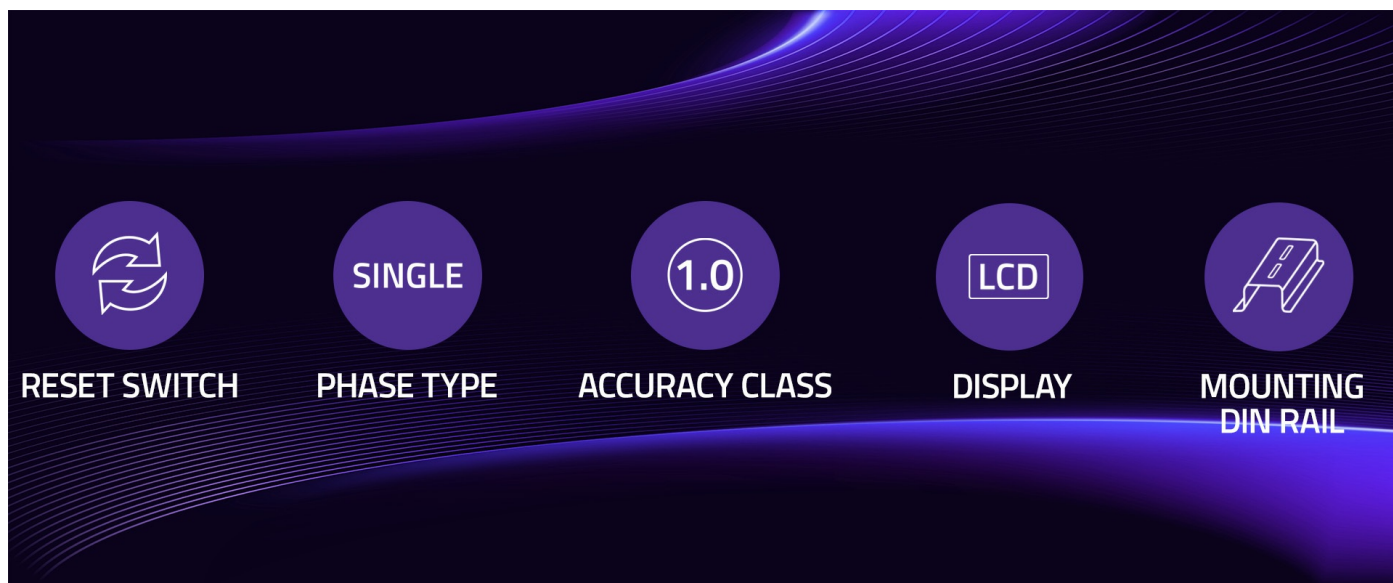 SINGLE
1.0
LCD
RESET SWITCH
PHASE TYPE
ACCURACY CLASS
DISPLAY
MOUNTING
DIN RAIL